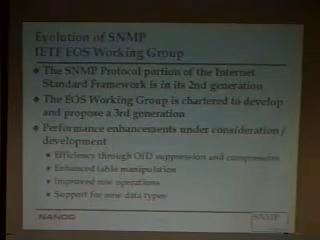 Evolution of SNMP
IETF EOS Working Group
The SNMP Protocol portion of the Internet
Standard Framework is in its 2nd generation
The EOS Working Group is chartered to develop
and propose a 3rd generation
Performance enhancements under consideration /
development
Efficiency through OID suppression and compression
Enhanced table manipulation
Improved row operations
Support for new data types
NANOG
SNMP